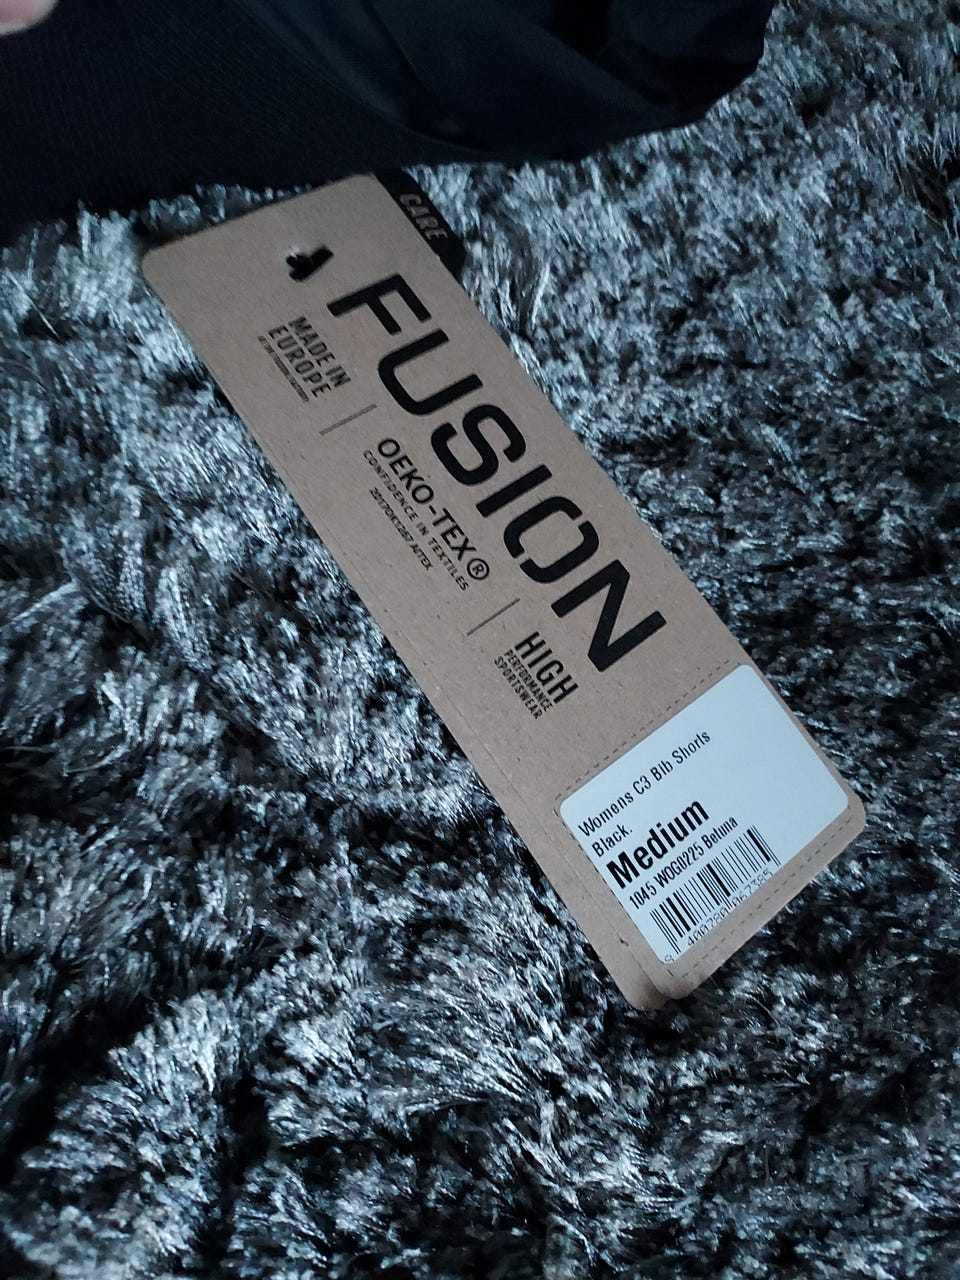 CARE
FUSION
MADE IN
EUROPE
OEKO-TEX®
CONFIDENCE IN TEXTILES
HIGH
PERFORMANCE
SPORTSWEAR
Womens C3 Bib Shorts
Black.
Medium
1045 WOG0225 Beluna